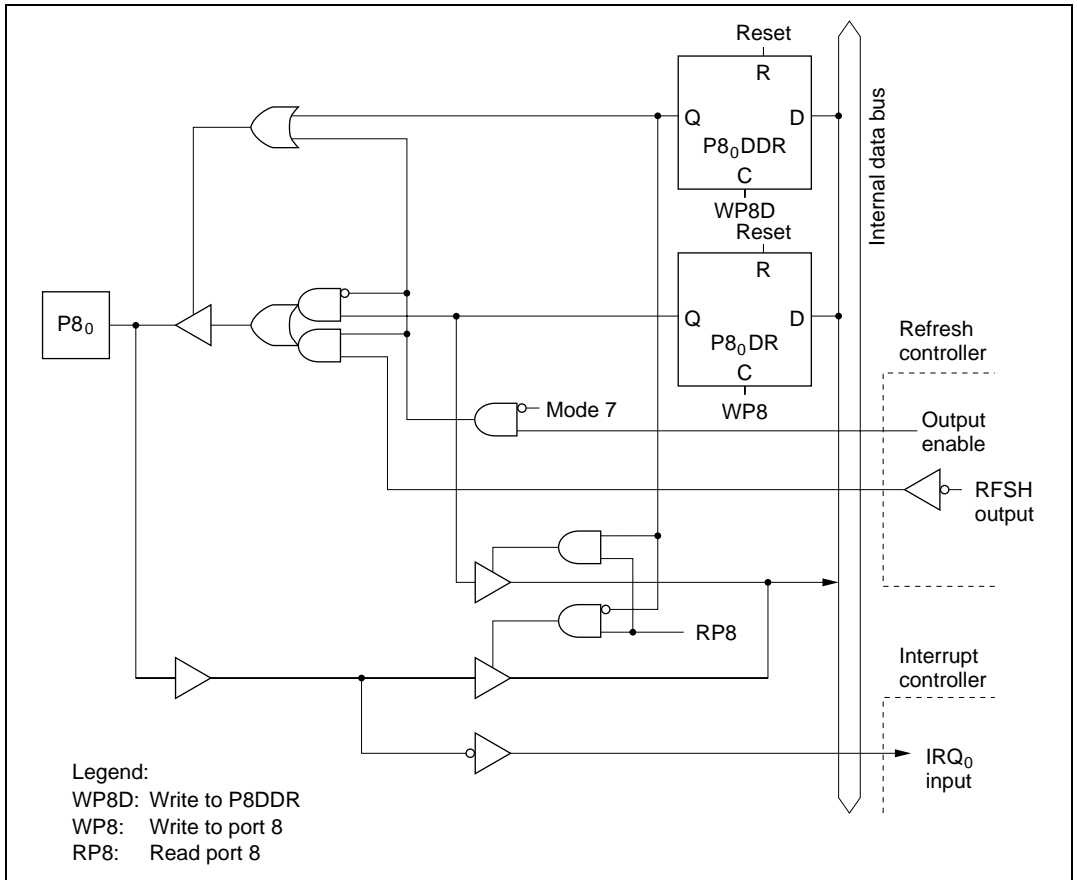 Reset
R
Q
D
P8₀DDR
C
WP8D
Reset
R
Q
D
P8₀DR
C
WP8
Internal data bus
P8₀
Mode 7
Refresh
controller
Output
enable
RFSH
output
RP8
Interrupt
controller
IRQ₀
input
Legend:
WP8D: Write to P8DDR
WP8: Write to port 8
RP8: Read port 8